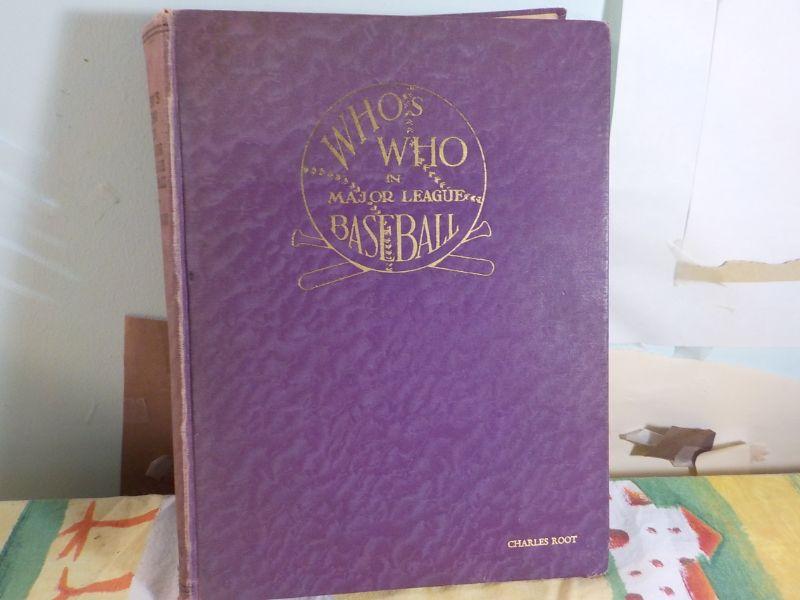 WHO'S
WHO
IN
MAJOR LEAGUE
BASEBALL
CHARLES ROOT